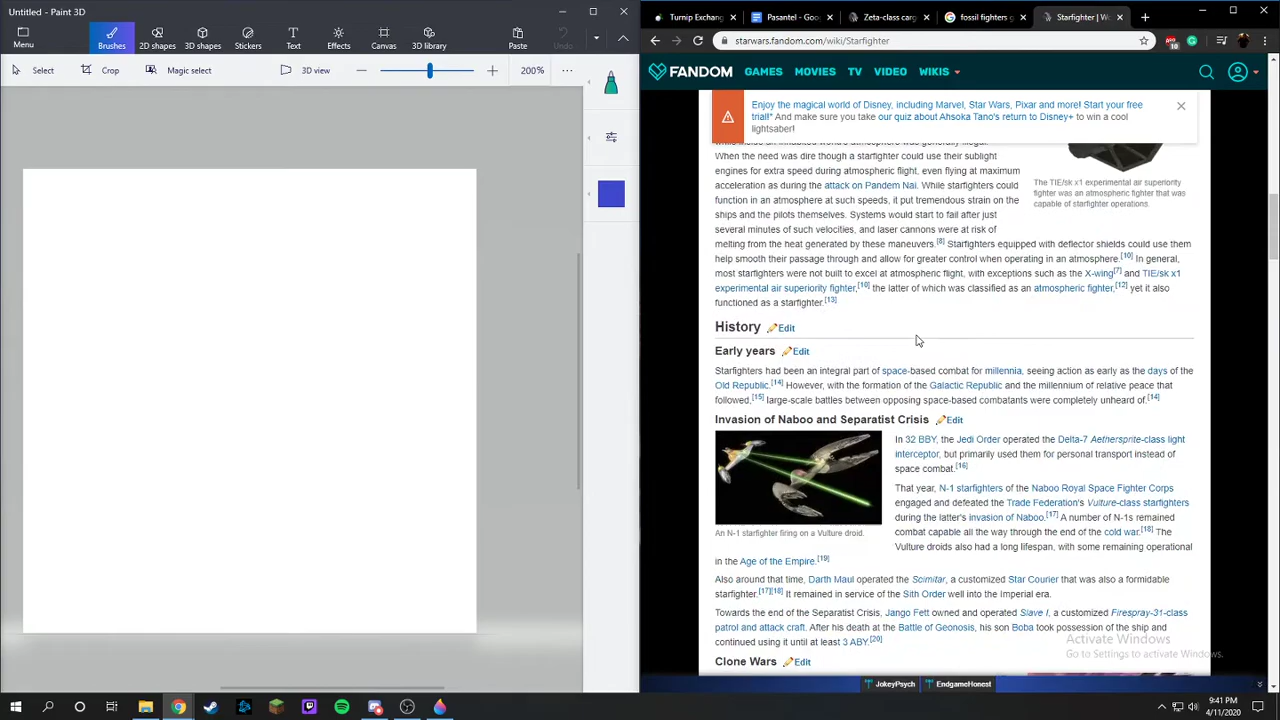 Untitled - Paint 3D
Menu Brushes 2D shapes 3D shapes Stickers Text Effects Canvas 3D library Paste Undo
Select Crop Magic select 3D view 200%
Turnip Exchang Pasantel - Goo Zeta-class carg fossil fighters g Starfighter | Wo
starwars.fandom.com/wiki/Starfighter
FANDOM GAMES MOVIES TV VIDEO WIKIS
Enjoy the magical world of Disney, including Marvel, Star Wars, Pixar and more! Start your free
trial!* And make sure you take our quiz about Ahsoka Tano's return to Disney+ to win a cool
lightsaber!
while inside an inhabited world's atmosphere was generally illegal.
When the need was dire though a starfighter could use their sublight
engines for extra speed during atmospheric flight, even flying at maximum
acceleration as during the attack on Pandem Nai. While starfighters could
function in an atmosphere at such speeds, it put tremendous strain on the
ships and the pilots themselves. Systems would start to fail after just
several minutes of such velocities, and laser cannons were at risk of
melting from the heat generated by these maneuvers.[8] Starfighters equipped with deflector shields could use them
help smooth their passage through and allow for greater control when operating in an atmosphere.[10] In general,
most starfighters were not built to excel at atmospheric flight, with exceptions such as the X-wing[7] and TIE/sk x1
experimental air superiority fighter,[10] the latter of which was classified as an atmospheric fighter,[12] yet it also
functioned as a starfighter.[13]
The TIE/sk x1 experimental air superiority
fighter was an atmospheric fighter that was
capable of starfighter operations.
History Edit
Early years Edit
Starfighters had been an integral part of space-based combat for millennia, seeing action as early as the days of the
Old Republic.[14] However, with the formation of the Galactic Republic and the millennium of relative peace that
followed,[15] large-scale battles between opposing space-based combatants were completely unheard of.[14]
Invasion of Naboo and Separatist Crisis Edit
In 32 BBY, the Jedi Order operated the Delta-7 Aethersprite-class light
interceptor, but primarily used them for personal transport instead of
space combat.[16]
That year, N-1 starfighters of the Naboo Royal Space Fighter Corps
engaged and defeated the Trade Federation's Vulture-class starfighters
during the latter's invasion of Naboo.[17] A number of N-1s remained
combat capable all the way through the end of the cold war.[18] The
Vulture droids also had a long lifespan, with some remaining operational
An N-1 starfighter firing on a Vulture droid.
in the Age of the Empire.[19]
Also around that time, Darth Maul operated the Scimitar, a customized Star Courier that was also a formidable
starfighter.[17][18] It remained in service of the Sith Order well into the Imperial era.
Towards the end of the Separatist Crisis, Jango Fett owned and operated Slave I, a customized Firespray-31-class
patrol and attack craft. After his death at the Battle of Geonosis, his son Boba took possession of the ship and
continued using it until at least 3 ABY.[20]
Clone Wars Edit
Activate Windows
Go to Settings to activate Windows.
JokeyPsych EndgameHonest
9:41 PM
4/11/2020